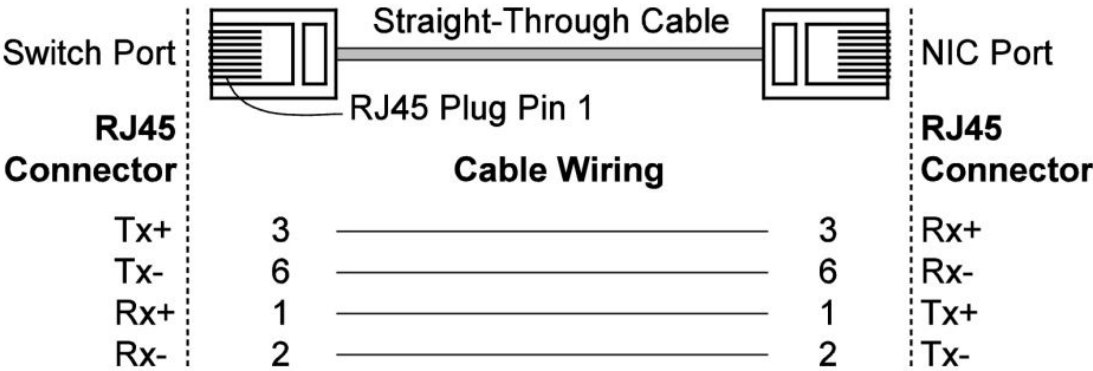 Straight-Through Cable
Switch Port
NIC Port
RJ45 Plug Pin 1
RJ45
Connector
Cable Wiring
RJ45
Connector
Tx+ 3 3 Rx+
Tx- 6 6 Rx-
Rx+ 1 1 Tx+
Rx- 2 2 Tx-